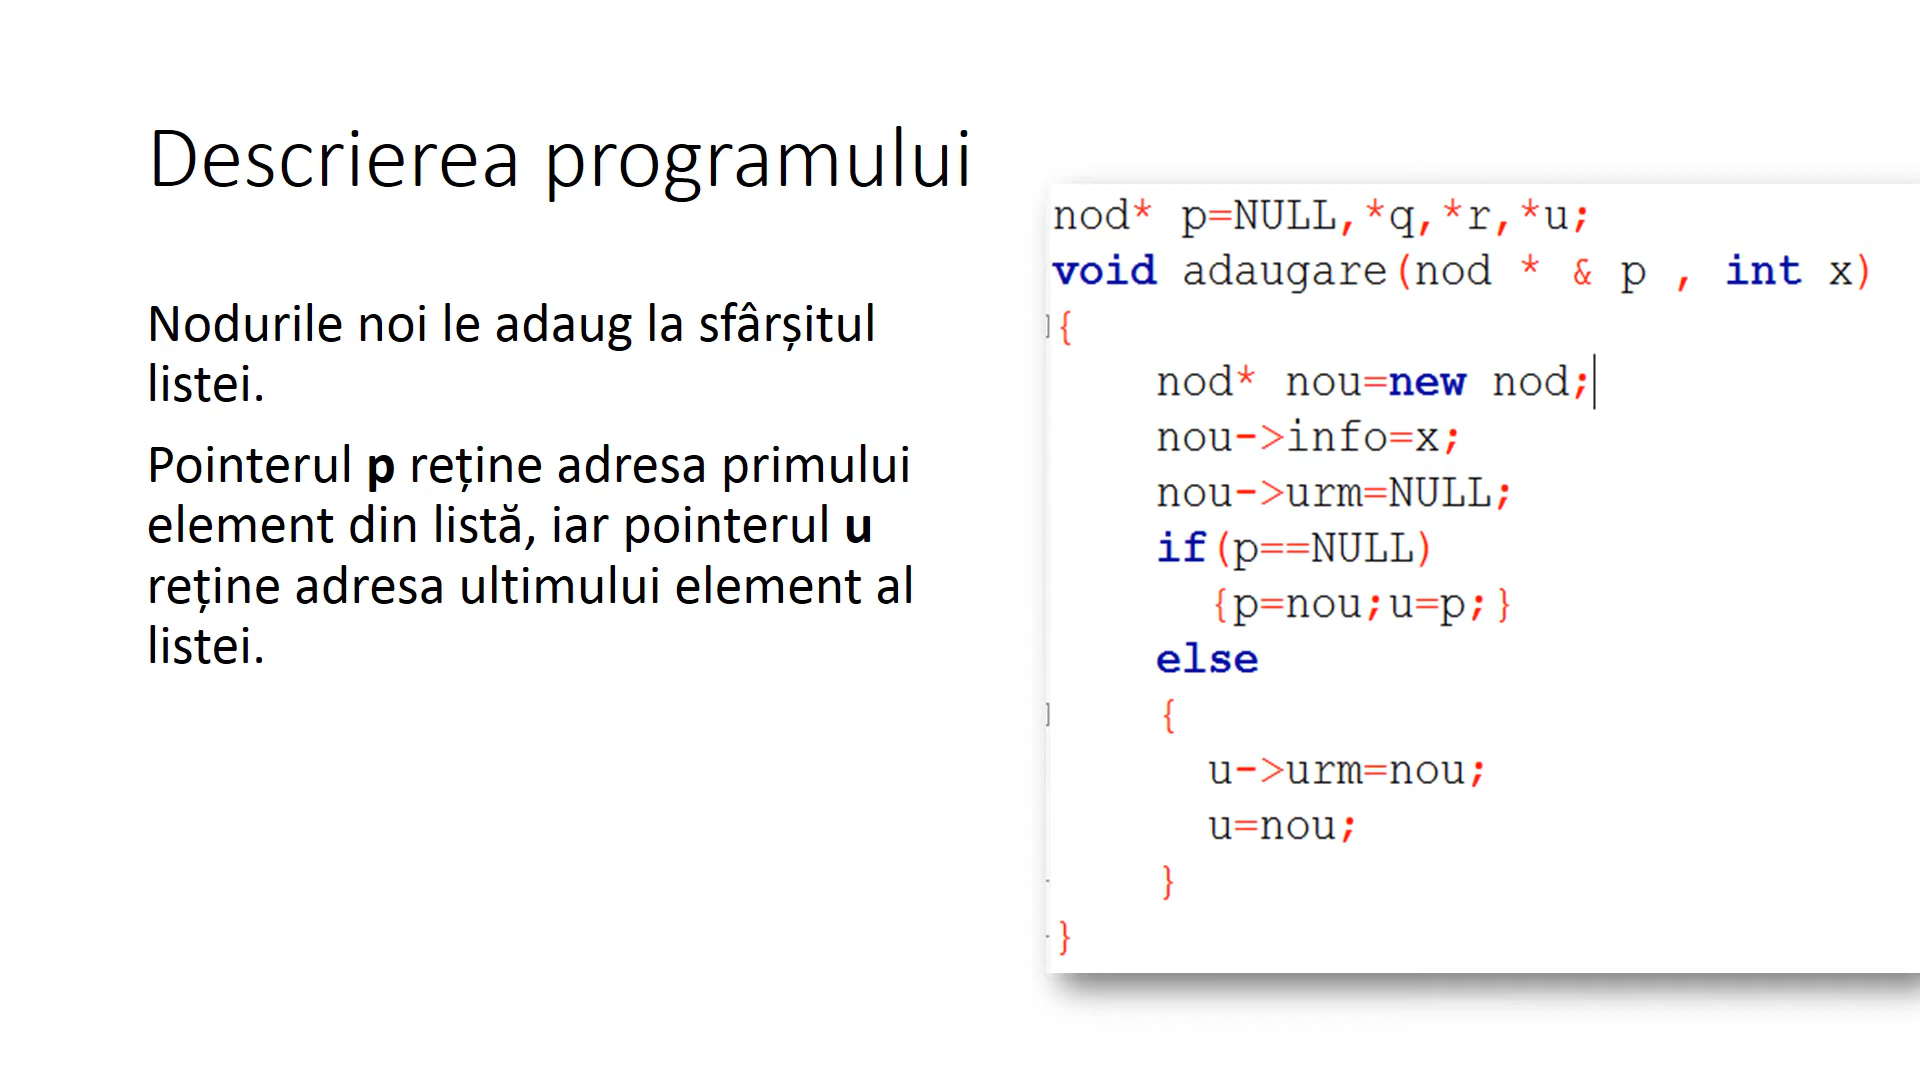 Descrierea programului
Nodurile noi le adaug la sfârșitul
listei.
Pointerul p reține adresa primului
element din listă, iar pointerul u
reține adresa ultimului element al
listei.
nod* p=NULL,*q,*r,*u;
void adaugare(nod * & p , int x)
{
nod* nou=new nod;
nou->info=x;
nou->urm=NULL;
if(p==NULL)
{p=nou;u=p;}
else
{
u->urm=nou;
u=nou;
}
}